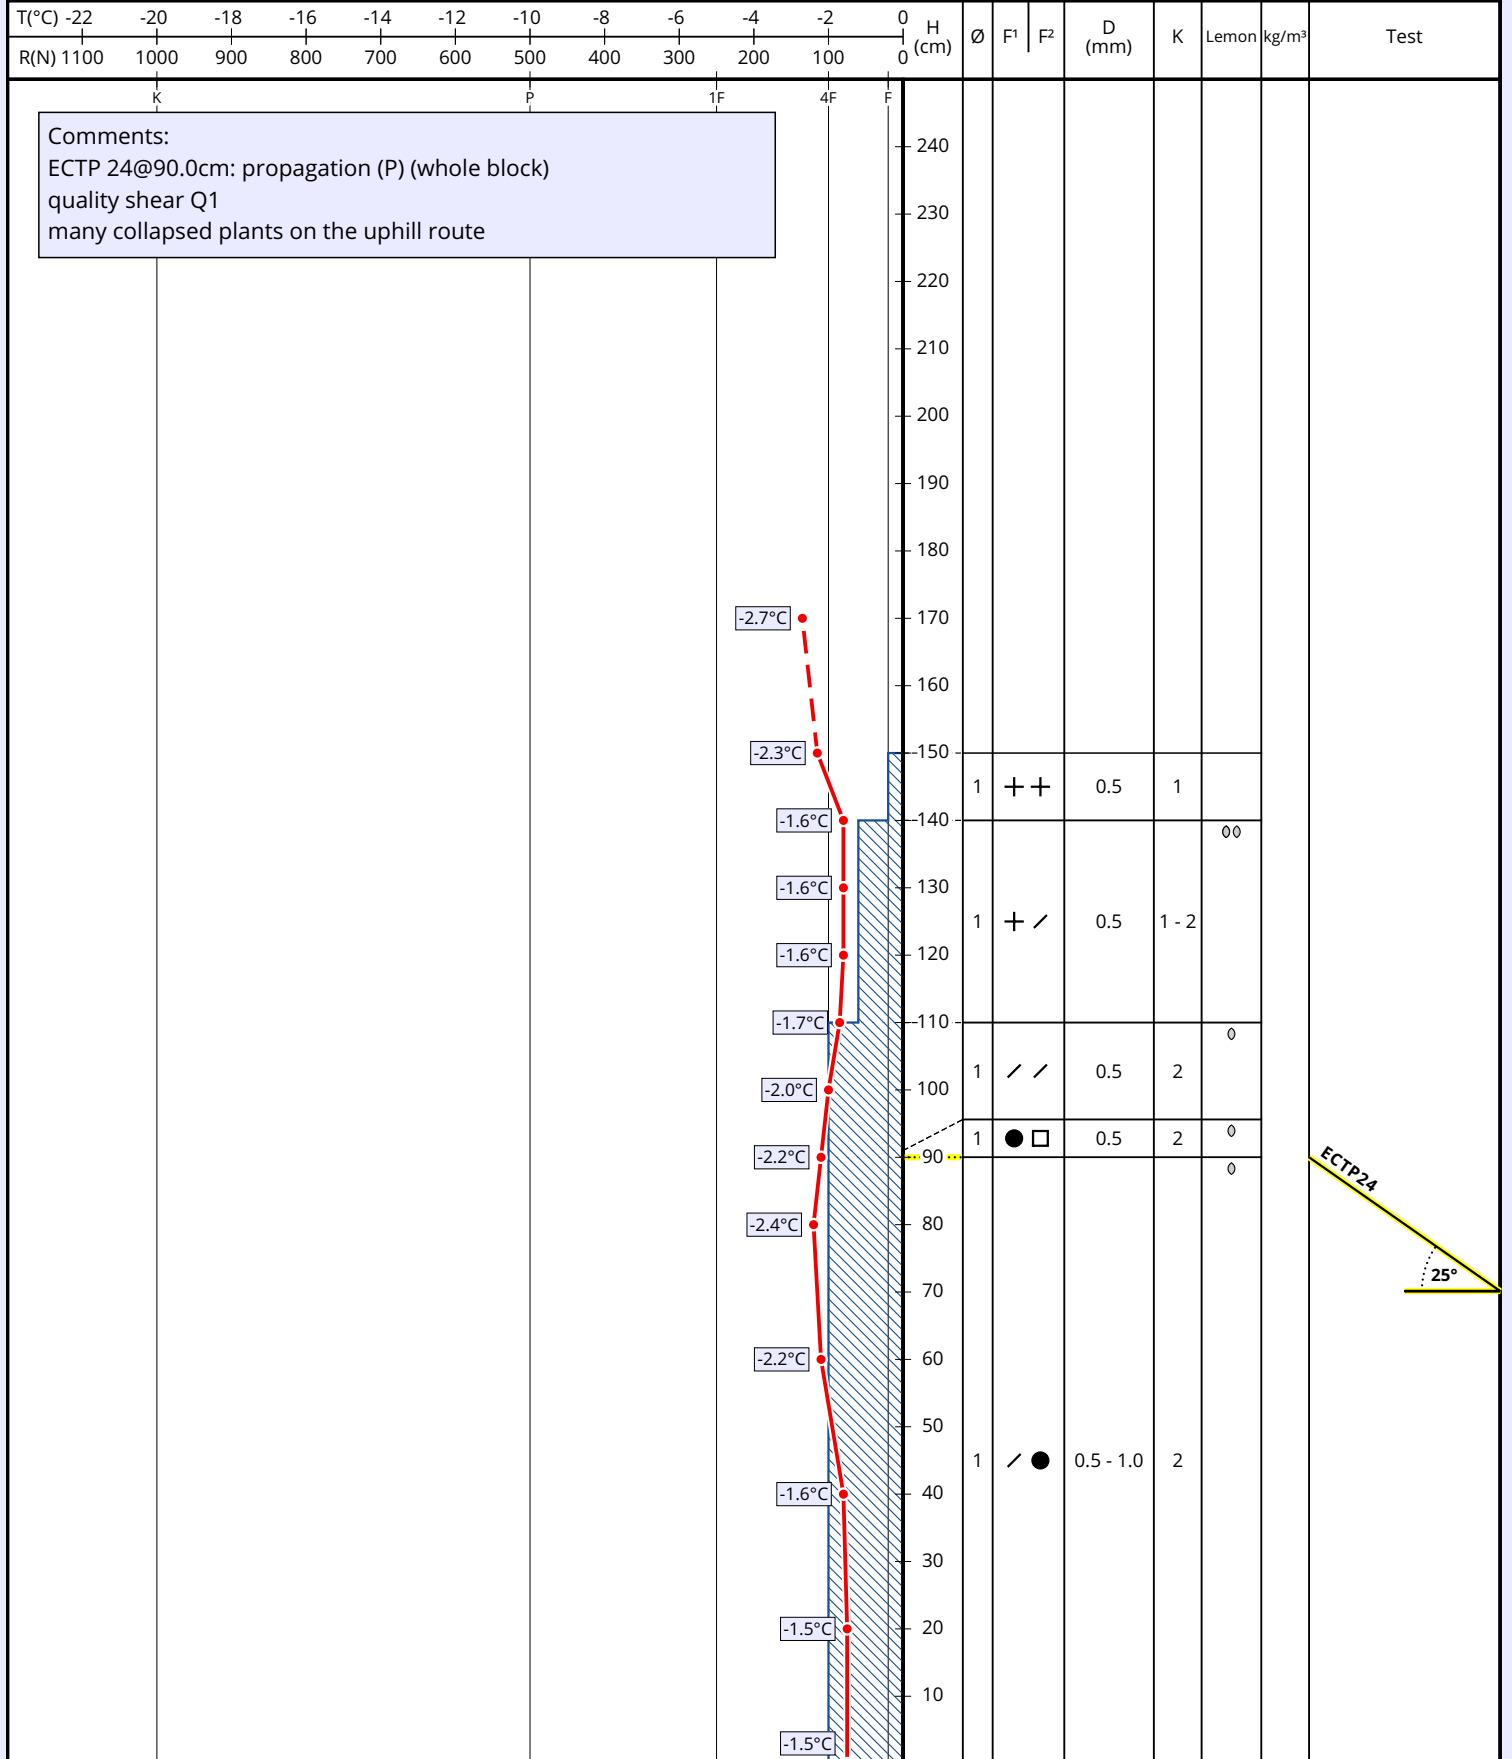 T(°C) -22 -20 -18 -16 -14 -12 -10 -8 -6 -4 -2 0
R(N) 1100 1000 900 800 700 600 500 400 300 200 100 0
H (cm) Ø F¹ F² D (mm) K Lemon kg/m³ Test
K P 1F 4F F
Comments:
ECTP 24@90.0cm: propagation (P) (whole block)
quality shear Q1
many collapsed plants on the uphill route
240
230
220
210
200
190
180
-2.7°C 170
160
-2.3°C 150
1 0.5 1
-1.6°C 140
-1.6°C 130
1 0.5 1 - 2
-1.6°C 120
-1.7°C 110
1 0.5 2
-2.0°C 100
1 0.5 2
-2.2°C 90
ECTP24
-2.4°C 80
25°
70
-2.2°C 60
50
1 0.5 - 1.0 2
-1.6°C 40
30
-1.5°C 20
10
-1.5°C